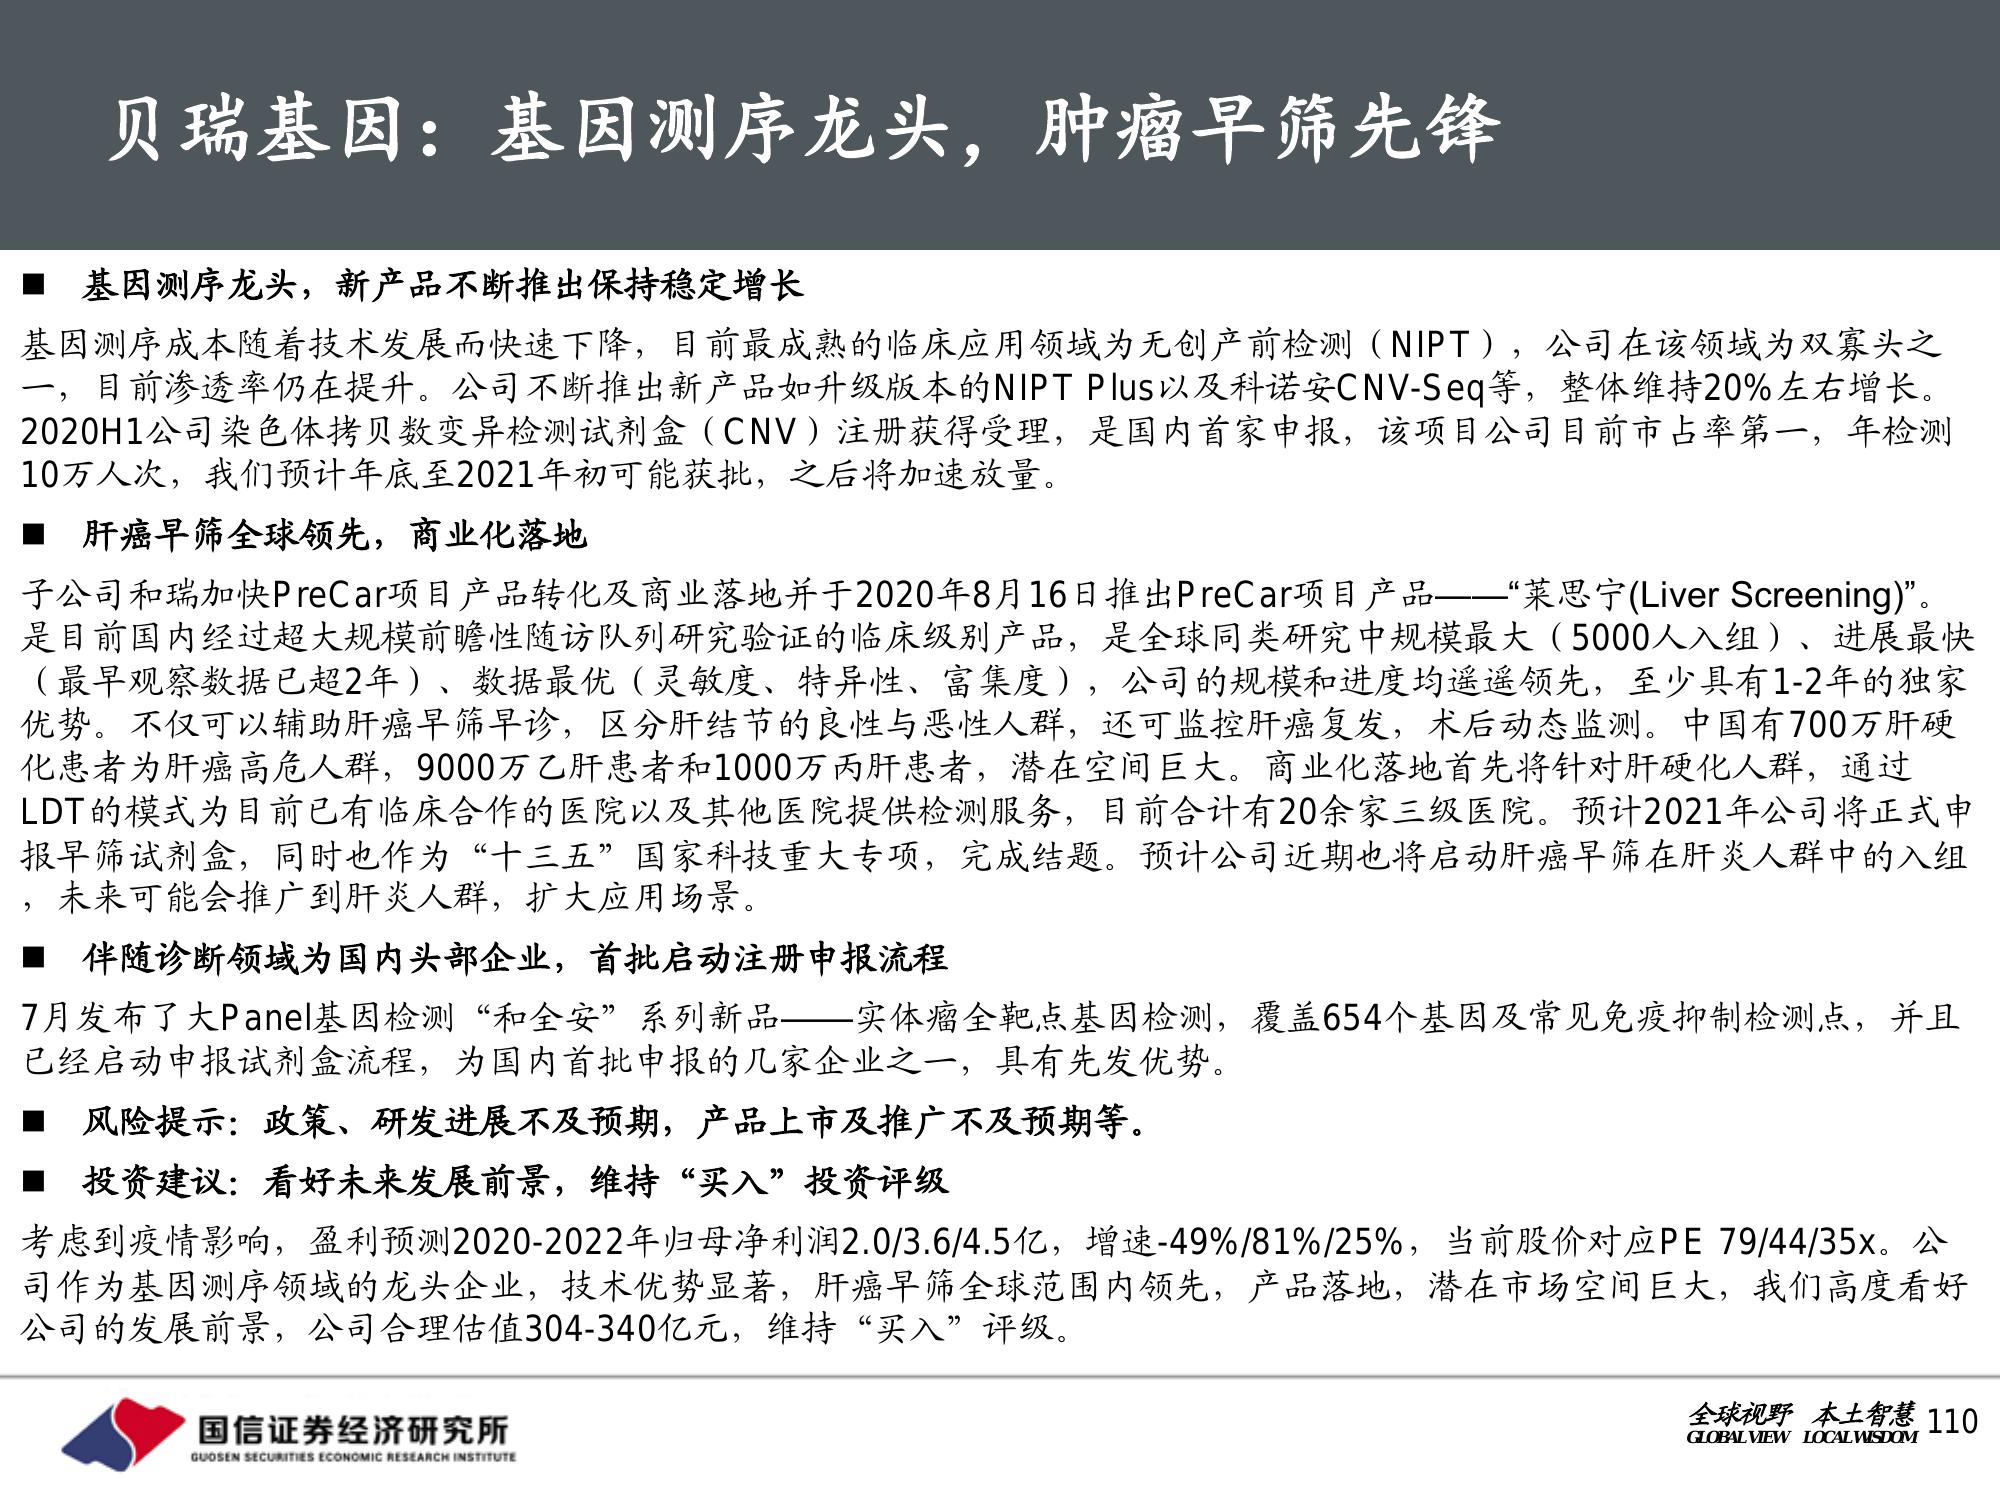 贝瑞基因：基因测序龙头，肿瘤早筛先锋
■ 基因测序龙头，新产品不断推出保持稳定增长
基因测序成本随着技术发展而快速下降，目前最成熟的临床应用领域为无创产前检测（NIPT），公司在该领域为双寡头之
一，目前渗透率仍在提升。公司不断推出新产品如升级版本的NIPT Plus以及科诺安CNV-Seq等，整体维持20%左右增长。
2020H1公司染色体拷贝数变异检测试剂盒（CNV）注册获得受理，是国内首家申报，该项目公司目前市占率第一，年检测
10万人次，我们预计年底至2021年初可能获批，之后将加速放量。
■ 肝癌早筛全球领先，商业化落地
子公司和瑞加快PreCar项目产品转化及商业落地并于2020年8月16日推出PreCar项目产品——“莱思宁(Liver Screening)”。
是目前国内经过超大规模前瞻性随访队列研究验证的临床级别产品，是全球同类研究中规模最大（5000人入组）、进展最快
（最早观察数据已超2年）、数据最优（灵敏度、特异性、富集度），公司的规模和进度均遥遥领先，至少具有1-2年的独家
优势。不仅可以辅助肝癌早筛早诊，区分肝结节的良性与恶性人群，还可监控肝癌复发，术后动态监测。中国有700万肝硬
化患者为肝癌高危人群，9000万乙肝患者和1000万丙肝患者，潜在空间巨大。商业化落地首先将针对肝硬化人群，通过
LDT的模式为目前已有临床合作的医院以及其他医院提供检测服务，目前合计有20余家三级医院。预计2021年公司将正式申
报早筛试剂盒，同时也作为“十三五”国家科技重大专项，完成结题。预计公司近期也将启动肝癌早筛在肝炎人群中的入组
，未来可能会推广到肝炎人群，扩大应用场景。
■ 伴随诊断领域为国内头部企业，首批启动注册申报流程
7月发布了大Panel基因检测“和全安”系列新品——实体瘤全靶点基因检测，覆盖654个基因及常见免疫抑制检测点，并且
已经启动申报试剂盒流程，为国内首批申报的几家企业之一，具有先发优势。
■ 风险提示：政策、研发进展不及预期，产品上市及推广不及预期等。
■ 投资建议：看好未来发展前景，维持“买入”投资评级
考虑到疫情影响，盈利预测2020-2022年归母净利润2.0/3.6/4.5亿，增速-49%/81%/25%，当前股价对应PE 79/44/35x。公
司作为基因测序领域的龙头企业，技术优势显著，肝癌早筛全球范围内领先，产品落地，潜在市场空间巨大，我们高度看好
公司的发展前景，公司合理估值304-340亿元，维持“买入”评级。
国信证券经济研究所
GUOSEN SECURITIES ECONOMIC RESEARCH INSTITUTE
全球视野 本土智慧 110
GLOBAL VIEW LOCAL WISDOM